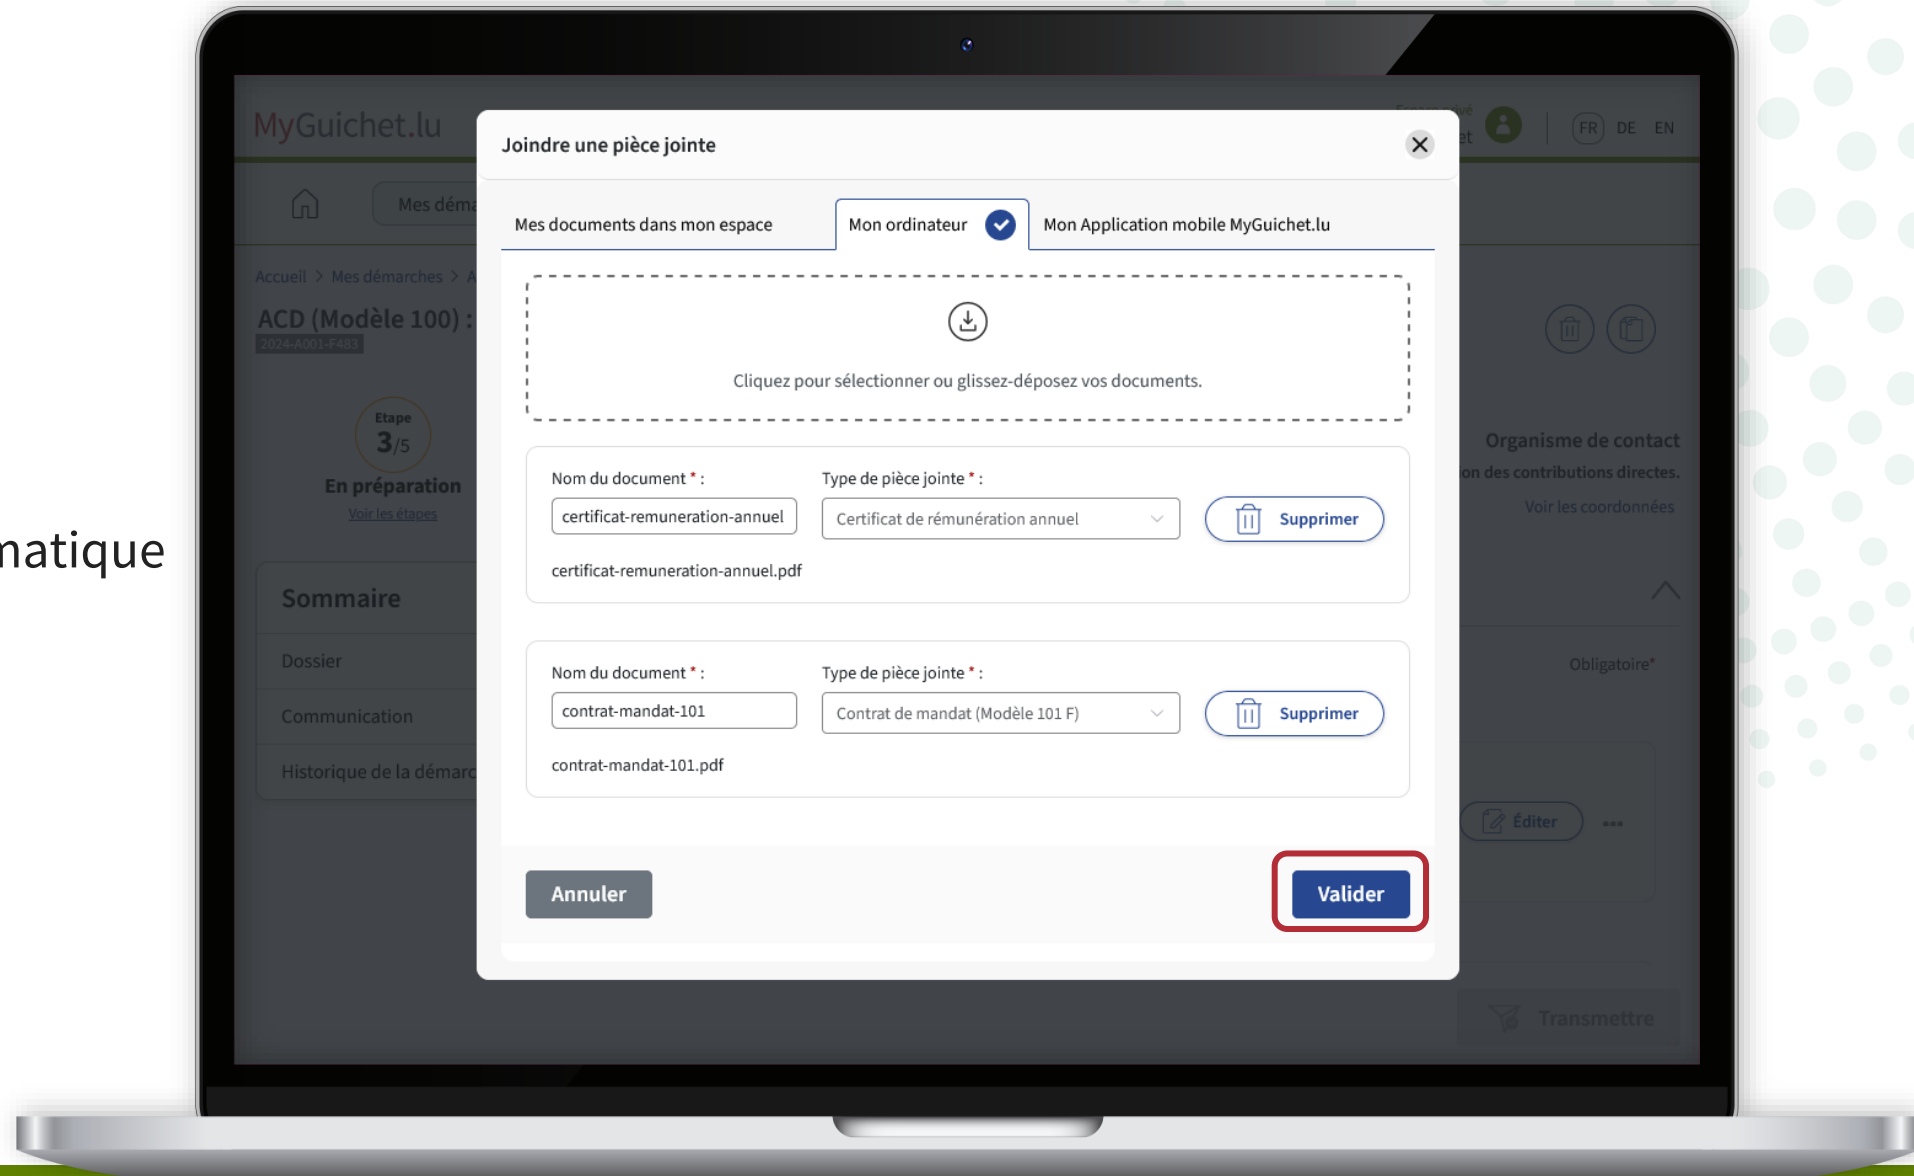 matique
MyGuichet.lu
FR DE EN
Mes déma
Accueil > Mes démarches > A
ACD (Modèle 100) :
2024-A001-F483
Etape
3/5
En préparation
Voir les étapes
Sommaire
Dossier
Communication
Historique de la démarc
Joindre une pièce jointe
Mes documents dans mon espace
Mon ordinateur
Mon Application mobile MyGuichet.lu
Cliquez pour sélectionner ou glissez-déposez vos documents.
Nom du document * : Type de pièce jointe * :
certificat-remuneration-annuel Certificat de rémunération annuel Supprimer
certificat-remuneration-annuel.pdf
Nom du document * : Type de pièce jointe * :
contrat-mandat-101 Contrat de mandat (Modèle 101 F) Supprimer
contrat-mandat-101.pdf
Annuler Valider
Organisme de contact
ion des contributions directes.
Voir les coordonnées
Obligatoire*
Éditer
Transmettre